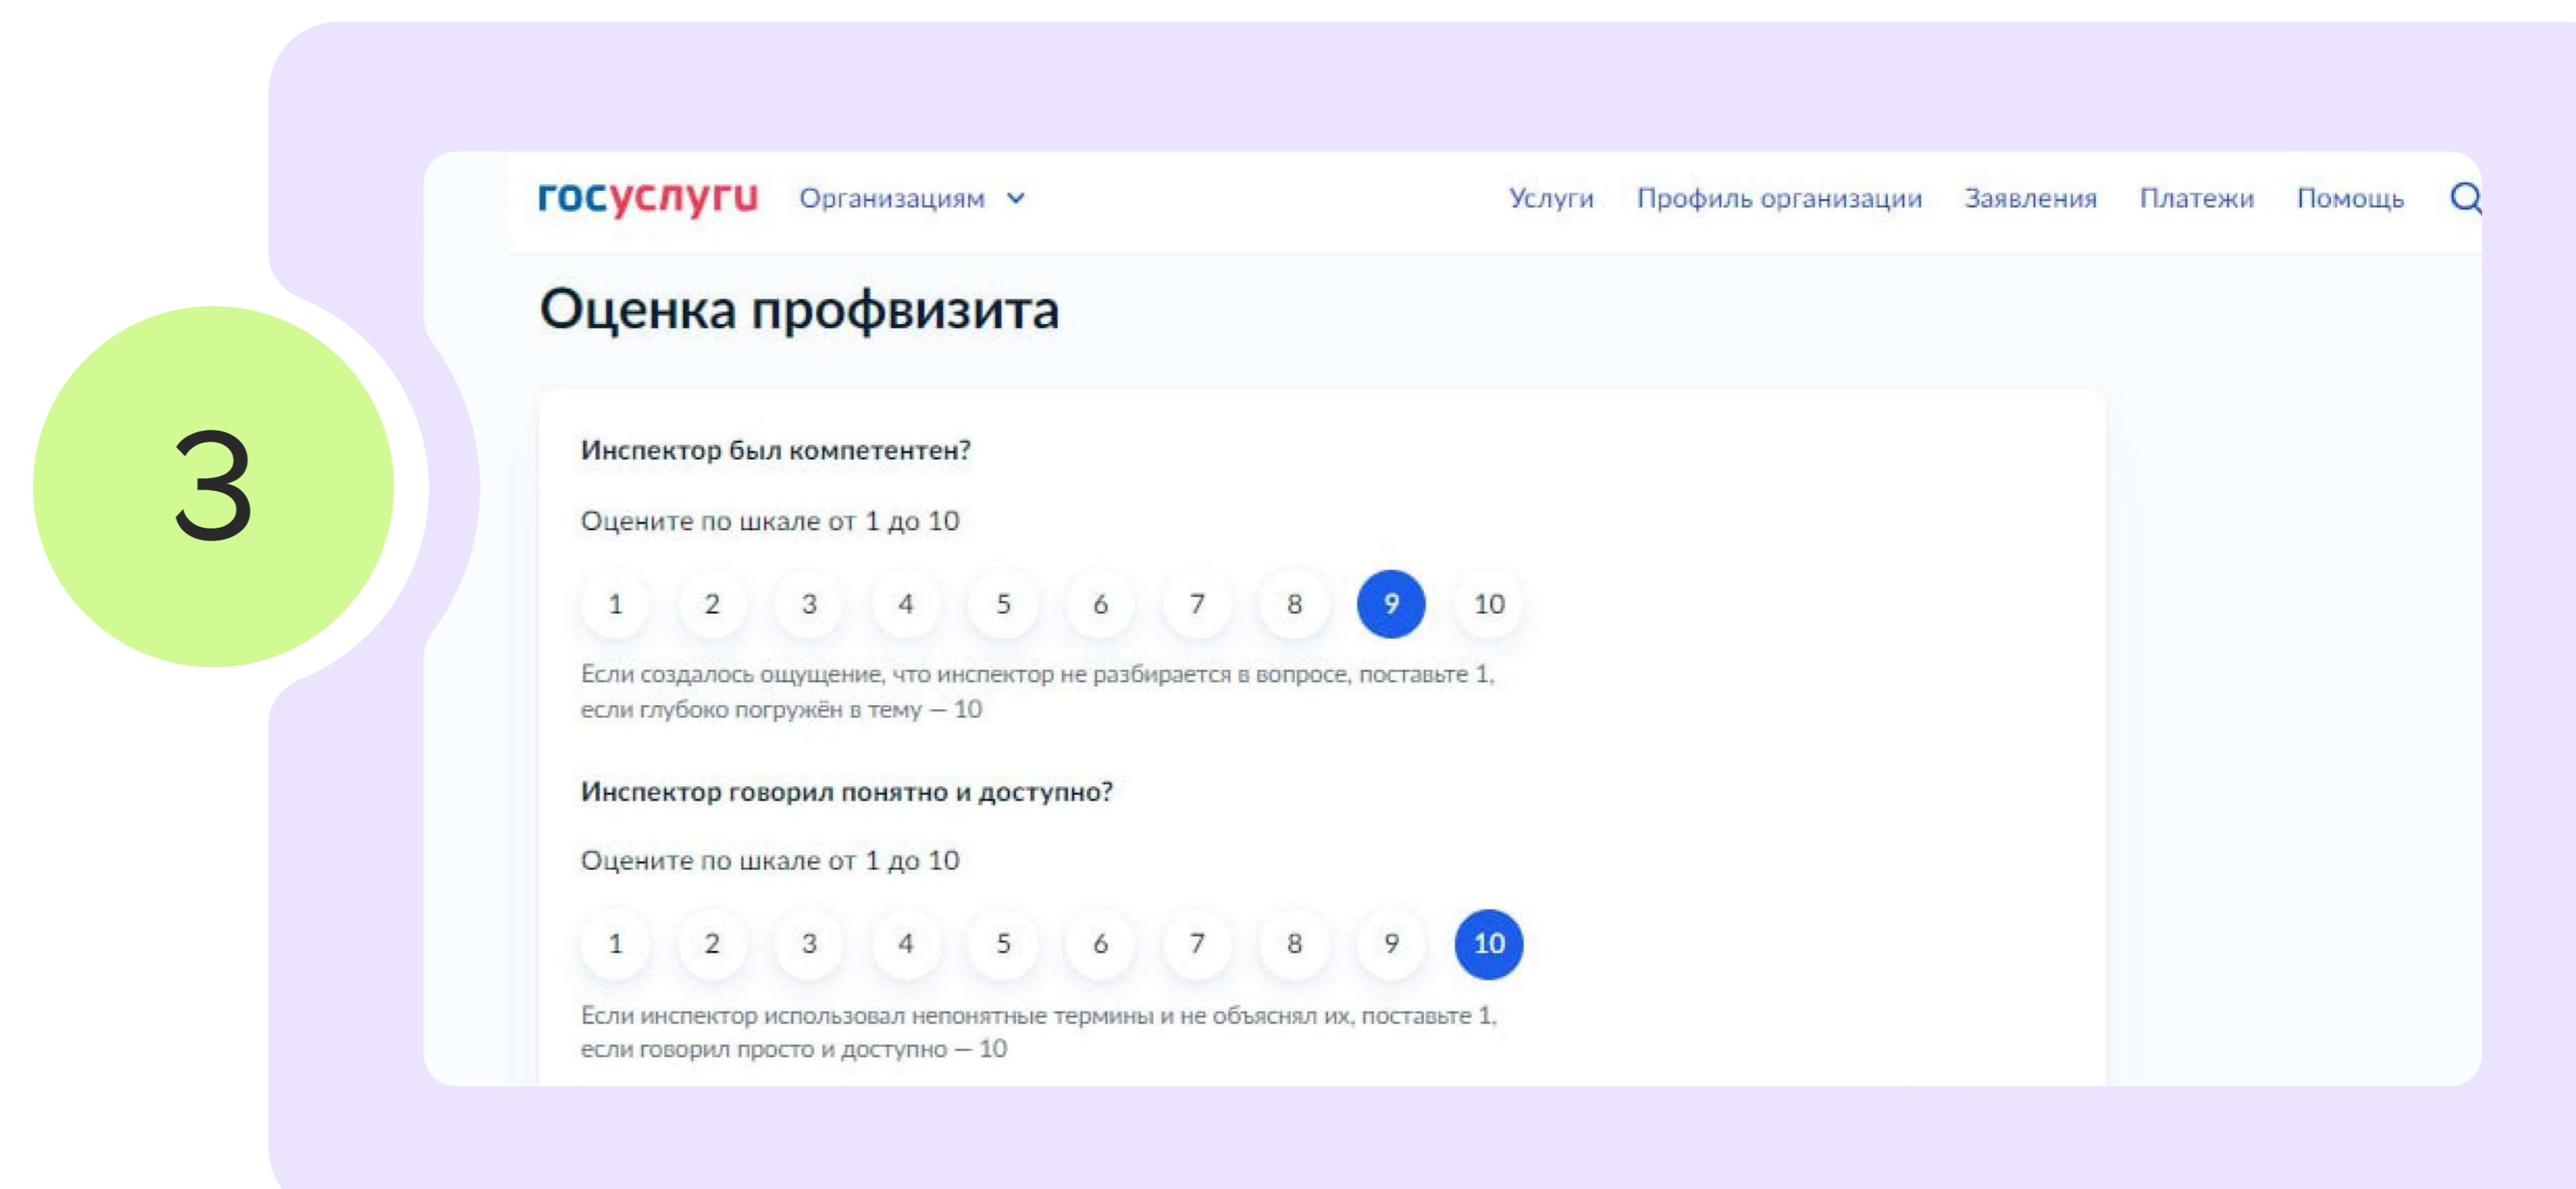 госуслуги Организациям Услуги Профиль организации Заявления Платежи Помощь
Оценка профвизита
3
Инспектор был компетентен?
Оцените по шкале от 1 до 10
1 2 3 4 5 6 7 8 9 10
Если создалось ощущение, что инспектор не разбирается в вопросе, поставьте 1,
если глубоко погружён в тему — 10
Инспектор говорил понятно и доступно?
Оцените по шкале от 1 до 10
1 2 3 4 5 6 7 8 9 10
Если инспектор использовал непонятные термины и не объяснял их, поставьте 1,
если говорил просто и доступно — 10